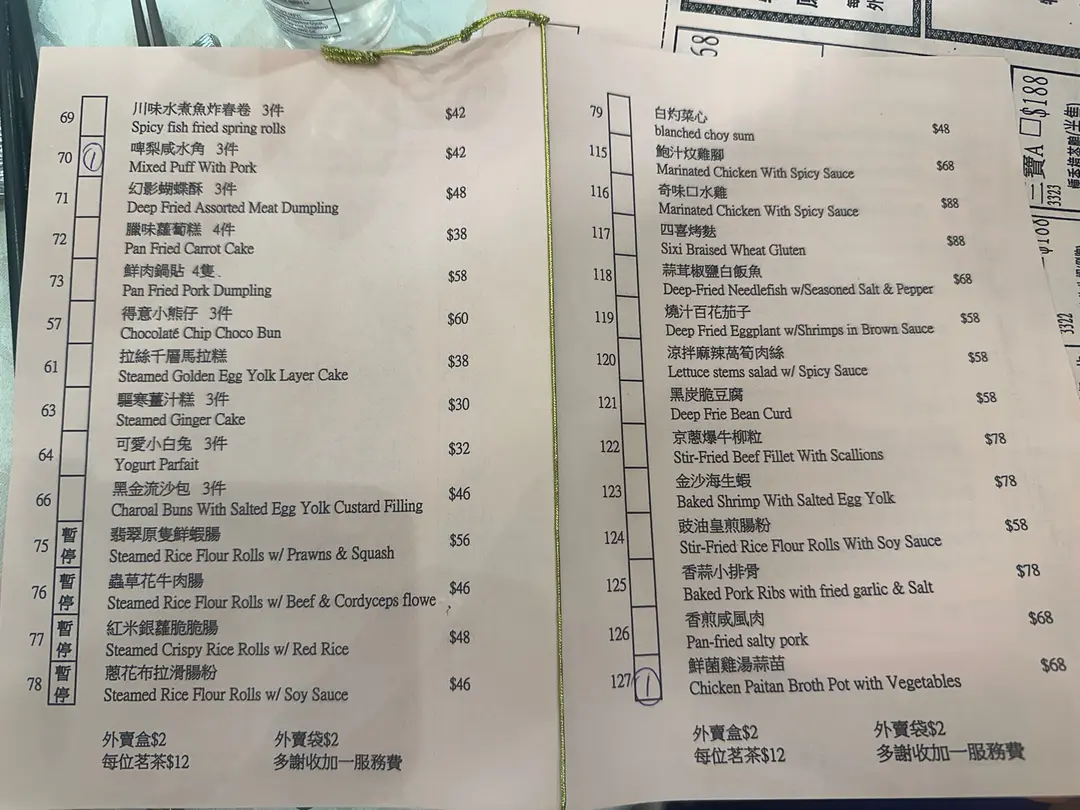 69 川味水煮魚炸春卷 3件 $42
Spicy fish fried spring rolls
70 1 啤梨咸水角 3件 $42
Mixed Puff With Pork
71 幻影蝴蝶酥 3件 $48
Deep Fried Assorted Meat Dumpling
72 臘味蘿蔔糕 4件 $38
Pan Fried Carrot Cake
73 鮮肉鍋貼 4隻 $58
Pan Fried Pork Dumpling
57 得意小熊仔 3件 $60
Chocolate Chip Choco Bun
61 拉絲千層馬拉糕 $38
Steamed Golden Egg Yolk Layer Cake
63 驅寒薑汁糕 3件 $30
Steamed Ginger Cake
64 可愛小白兔 3件 $32
Yogurt Parfait
66 黑金流沙包 3件 $46
Charoal Buns With Salted Egg Yolk Custard Filling
75 暫停 翡翠原隻鮮蝦腸 $56
Steamed Rice Flour Rolls w/ Prawns & Squash
76 暫停 蟲草花牛肉腸 $46
Steamed Rice Flour Rolls w/ Beef & Cordyceps flowe
77 暫停 紅米銀蘿脆脆腸 $48
Steamed Crispy Rice Rolls w/ Red Rice
78 暫停 蔥花布拉滑腸粉 $46
Steamed Rice Flour Rolls w/ Soy Sauce
外賣盒$2 外賣袋$2
每位茗茶$12 多謝收加一服務費
79 白灼菜心 $48
blanched choy sum
115 鮑汁炆雞腳 $68
Marinated Chicken With Spicy Sauce
116 奇味口水雞 $88
Marinated Chicken With Spicy Sauce
117 四喜烤麩 $88
Sixi Braised Wheat Gluten
118 蒜茸椒鹽白飯魚 $68
Deep-Fried Needlefish w/Seasoned Salt & Pepper
119 燒汁百花茄子 $58
Deep Fried Eggplant w/Shrimps in Brown Sauce
120 涼拌麻辣萵筍肉絲 $58
Lettuce stems salad w/ Spicy Sauce
121 黑炭脆豆腐 $58
Deep Frie Bean Curd
122 京蔥爆牛柳粒 $78
Stir-Fried Beef Fillet With Scallions
123 金沙海生蝦 $78
Baked Shrimp With Salted Egg Yolk
124 豉油皇煎腸粉 $58
Stir-Fried Rice Flour Rolls With Soy Sauce
125 香蒜小排骨 $78
Baked Pork Ribs with fried garlic & Salt
126 香煎咸風肉 $68
Pan-fried salty pork
127 1 鮮菌雞湯蒜苗 $68
Chicken Paitan Broth Pot with Vegetables
外賣盒$2 外賣袋$2
每位茗茶$12 多謝收加一服務費
68
三寶A $188
3323
3322